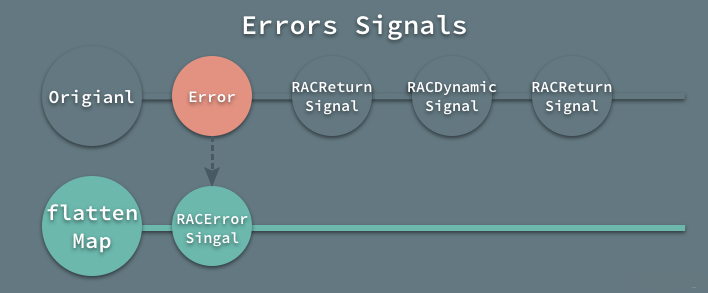 Errors Signals
Origianl
Error
RACReturn
Signal
RACDynamic
Signal
RACReturn
Signal
flatten
Map
RACError
Singal